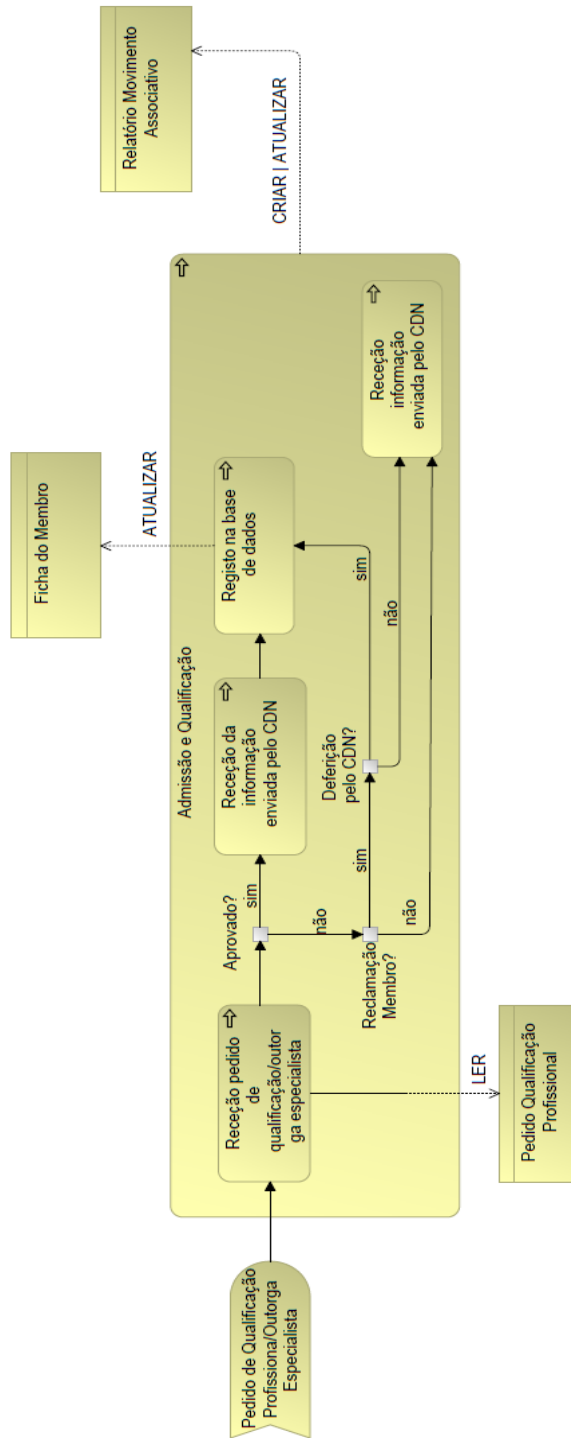 Pedido de Qualificação
Profissiona/Outorga
Especialista
Admissão e Qualificação
Receção pedido
de
qualificação/outor
ga especialista
Aprovado?
sim
não
Receção da
informação
enviada pelo CDN
Registo na base
de dados
Reclamação
Membro?
sim
não
Deferição
pelo CDN?
sim
não
Receção
informação
enviada pelo CDN
LER
Pedido Qualificação
Profissional
ATUALIZAR
Ficha do Membro
CRIAR | ATUALIZAR
Relatório Movimento
Associativo